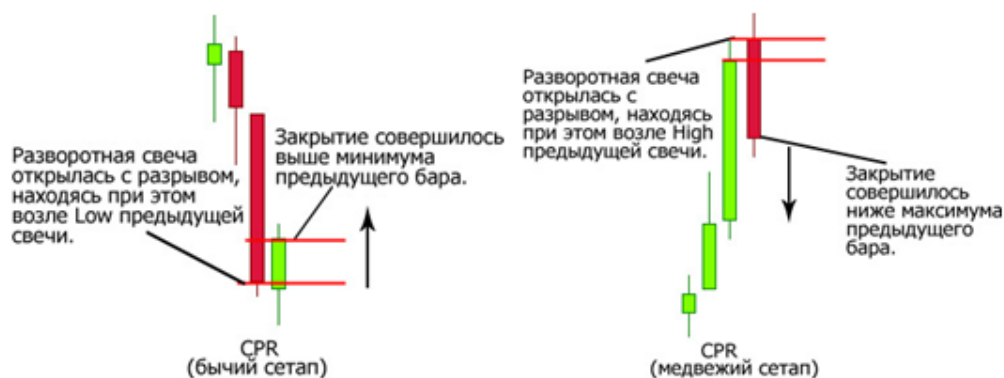 Разворотная свеча
открылась с разрывом,
находясь при этом
возле Low предыдущей
свечи.
Закрытие совершилось
выше минимума
предыдущего бара.
CPR
(бычий сетап)
Разворотная свеча
открылась с
разрывом, находясь
при этом возле High
предыдущей свечи.
Закрытие
совершилось
ниже максимума
предыдущего
бара.
CPR
(медвежий сетап)